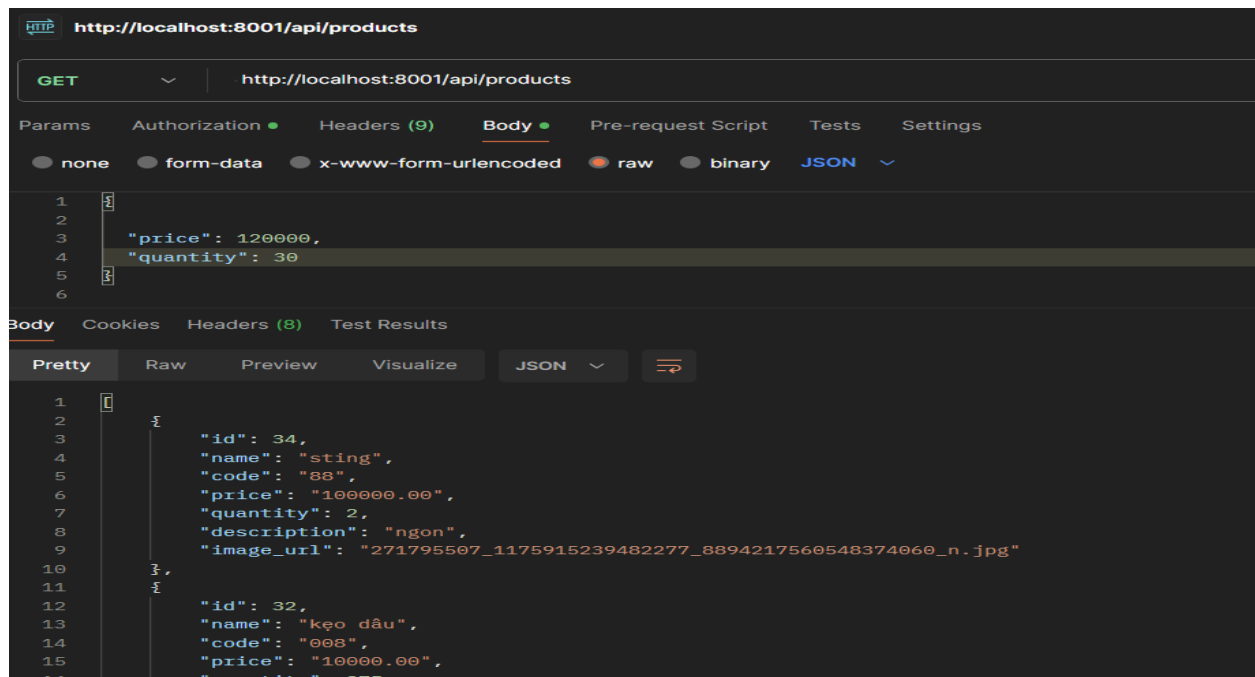 HTTP http://localhost:8001/api/products
GET http://localhost:8001/api/products
Params Authorization Headers (9) Body Pre-request Script Tests Settings
none form-data x-www-form-urlencoded raw binary JSON
1 {
2
3 "price": 120000,
4 "quantity": 30
5 }
6
Body Cookies Headers (8) Test Results
Pretty Raw Preview Visualize JSON
1 [
2 {
3 "id": 34,
4 "name": "sting",
5 "code": "88",
6 "price": "100000.00",
7 "quantity": 2,
8 "description": "ngon",
9 "image_url": "271795507_1175915239482277_8894217560548374060_n.jpg"
10 },
11 {
12 "id": 32,
13 "name": "kẹo dâu",
14 "code": "008",
15 "price": "10000.00",